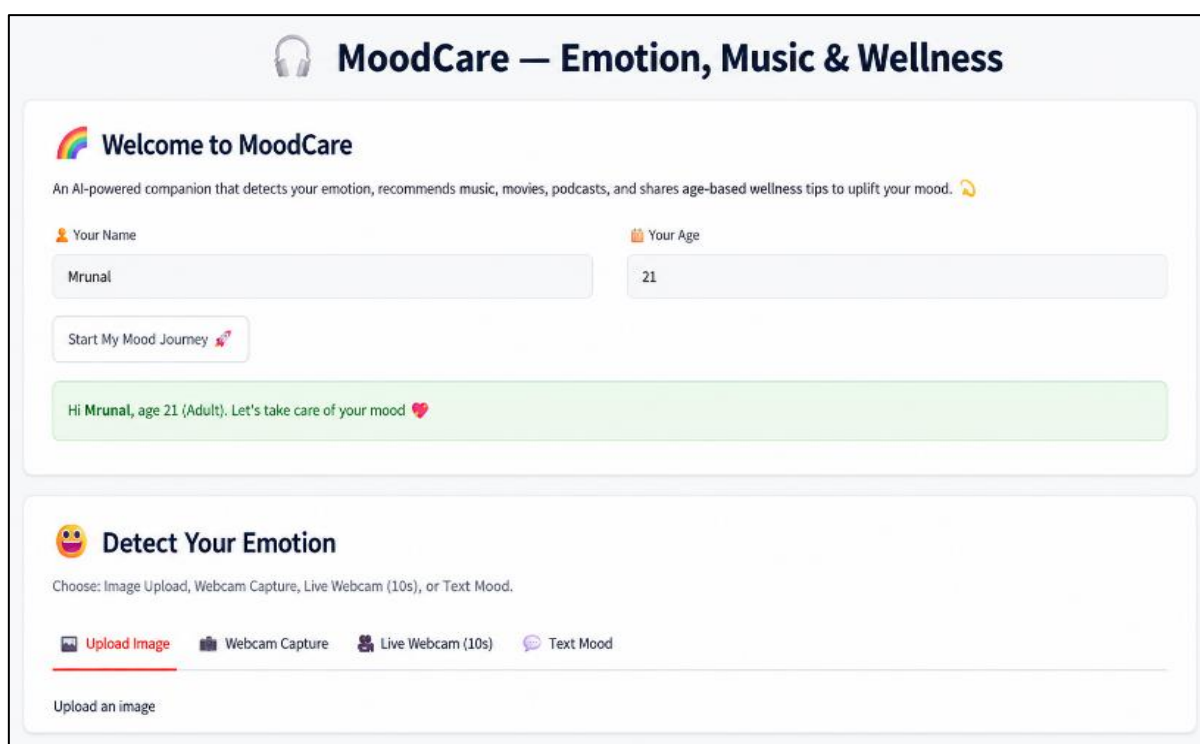 MoodCare — Emotion, Music & Wellness
Welcome to MoodCare
An AI-powered companion that detects your emotion, recommends music, movies, podcasts, and shares age-based wellness tips to uplift your mood.
Your Name
Your Age
Mrunal
21
Start My Mood Journey
Hi Mrunal, age 21 (Adult). Let's take care of your mood
Detect Your Emotion
Choose: Image Upload, Webcam Capture, Live Webcam (10s), or Text Mood.
Upload Image
Webcam Capture
Live Webcam (10s)
Text Mood
Upload an image